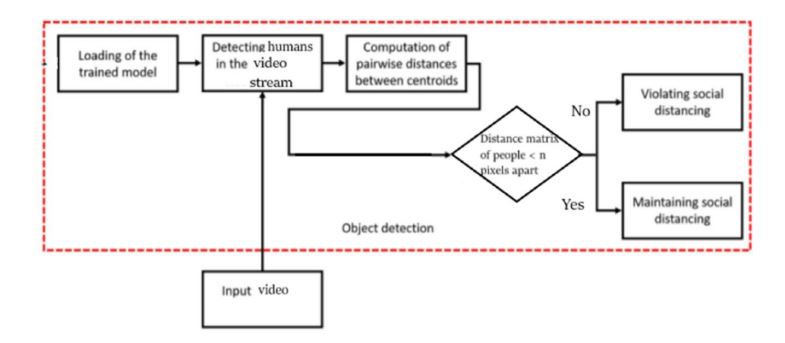 Loading of the
trained model
Detecting humans
in the video
stream
Computation of
pairwise distances
between centroids
Distance matrix
of people < n
pixels apart
No
Violating social
distancing
Yes
Maintaining social
distancing
Object detection
Input video